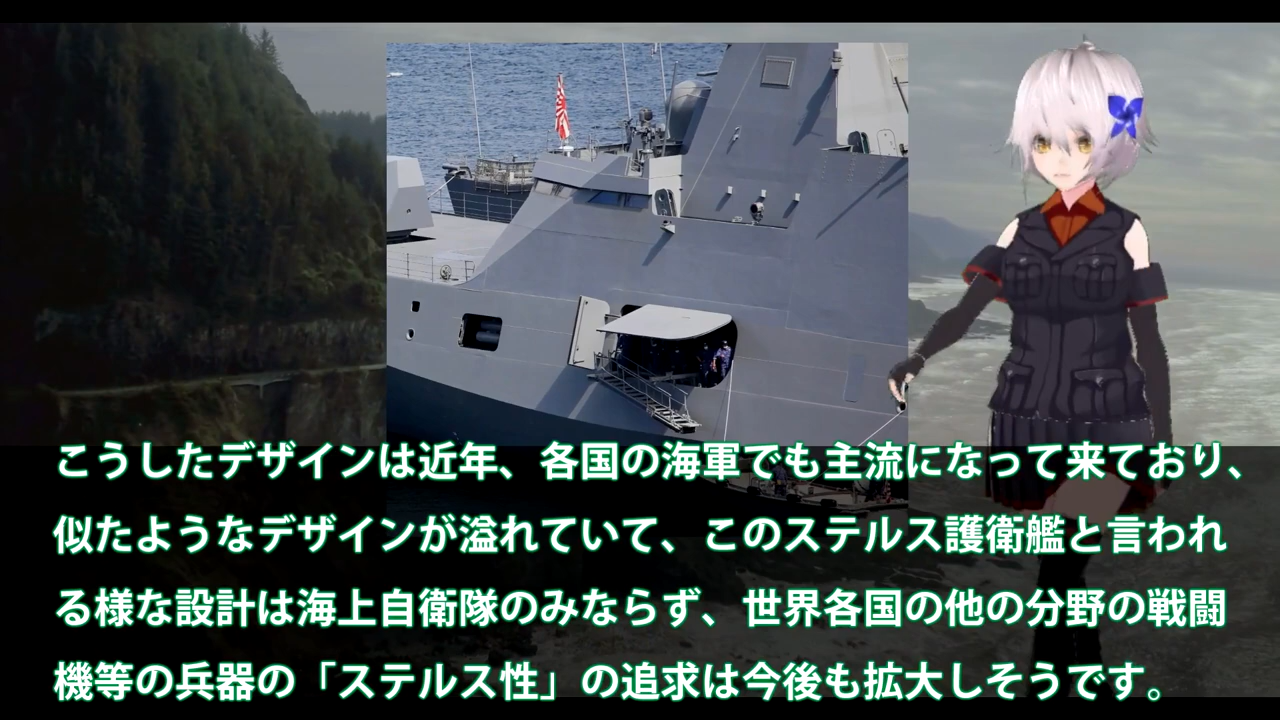 こうしたデザインは近年、各国の海軍でも主流になって来ており、
似たようなデザインが溢れていて、このステルス護衛艦と言われ
る様な設計は海上自衛隊のみならず、世界各国の他の分野の戦闘
機等の兵器の「ステルス性」の追求は今後も拡大しそうです。